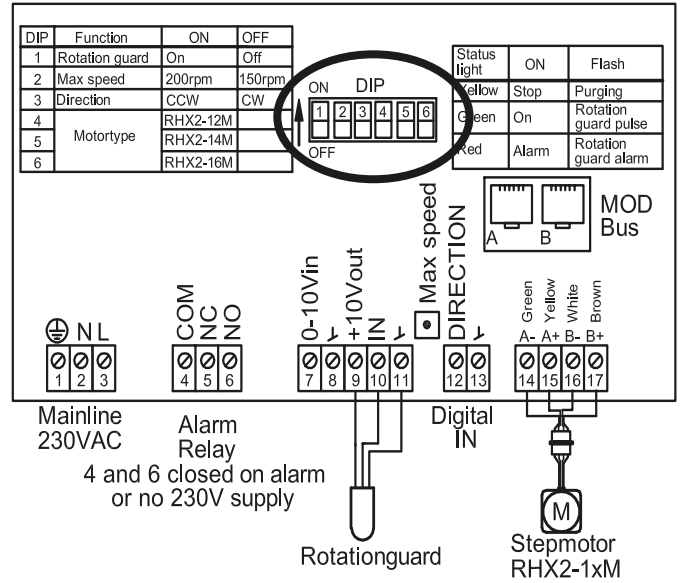 DIP Function ON OFF
1 Rotation guard On Off
2 Max speed 200rpm 150rpm
3 Direction CCW CW
4 Motortype RHX2-12M
5 RHX2-14M
6 RHX2-16M
ON DIP
1 2 3 4 5 6
OFF
Status light ON Flash
Yellow Stop Purging
Green On Rotation guard pulse
Red Alarm Rotation guard alarm
A B
MOD
Bus
N L
COM
NC
NO
0-10Vin
+10Vout
IN
Max speed
DIRECTION
Green
Yellow
White
Brown
A- A+ B- B+
1 2 3
4 5 6
7 8 9 10 11
12 13
14 15 16 17
Mainline
230VAC
Alarm
Relay
4 and 6 closed on alarm
or no 230V supply
Rotationguard
Digital
IN
M
Stepmotor
RHX2-1xM